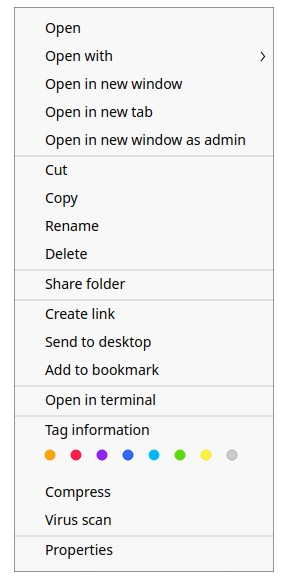 Open
Open with
Open in new window
Open in new tab
Open in new window as admin
Cut
Copy
Rename
Delete
Share folder
Create link
Send to desktop
Add to bookmark
Open in terminal
Tag information
Compress
Virus scan
Properties